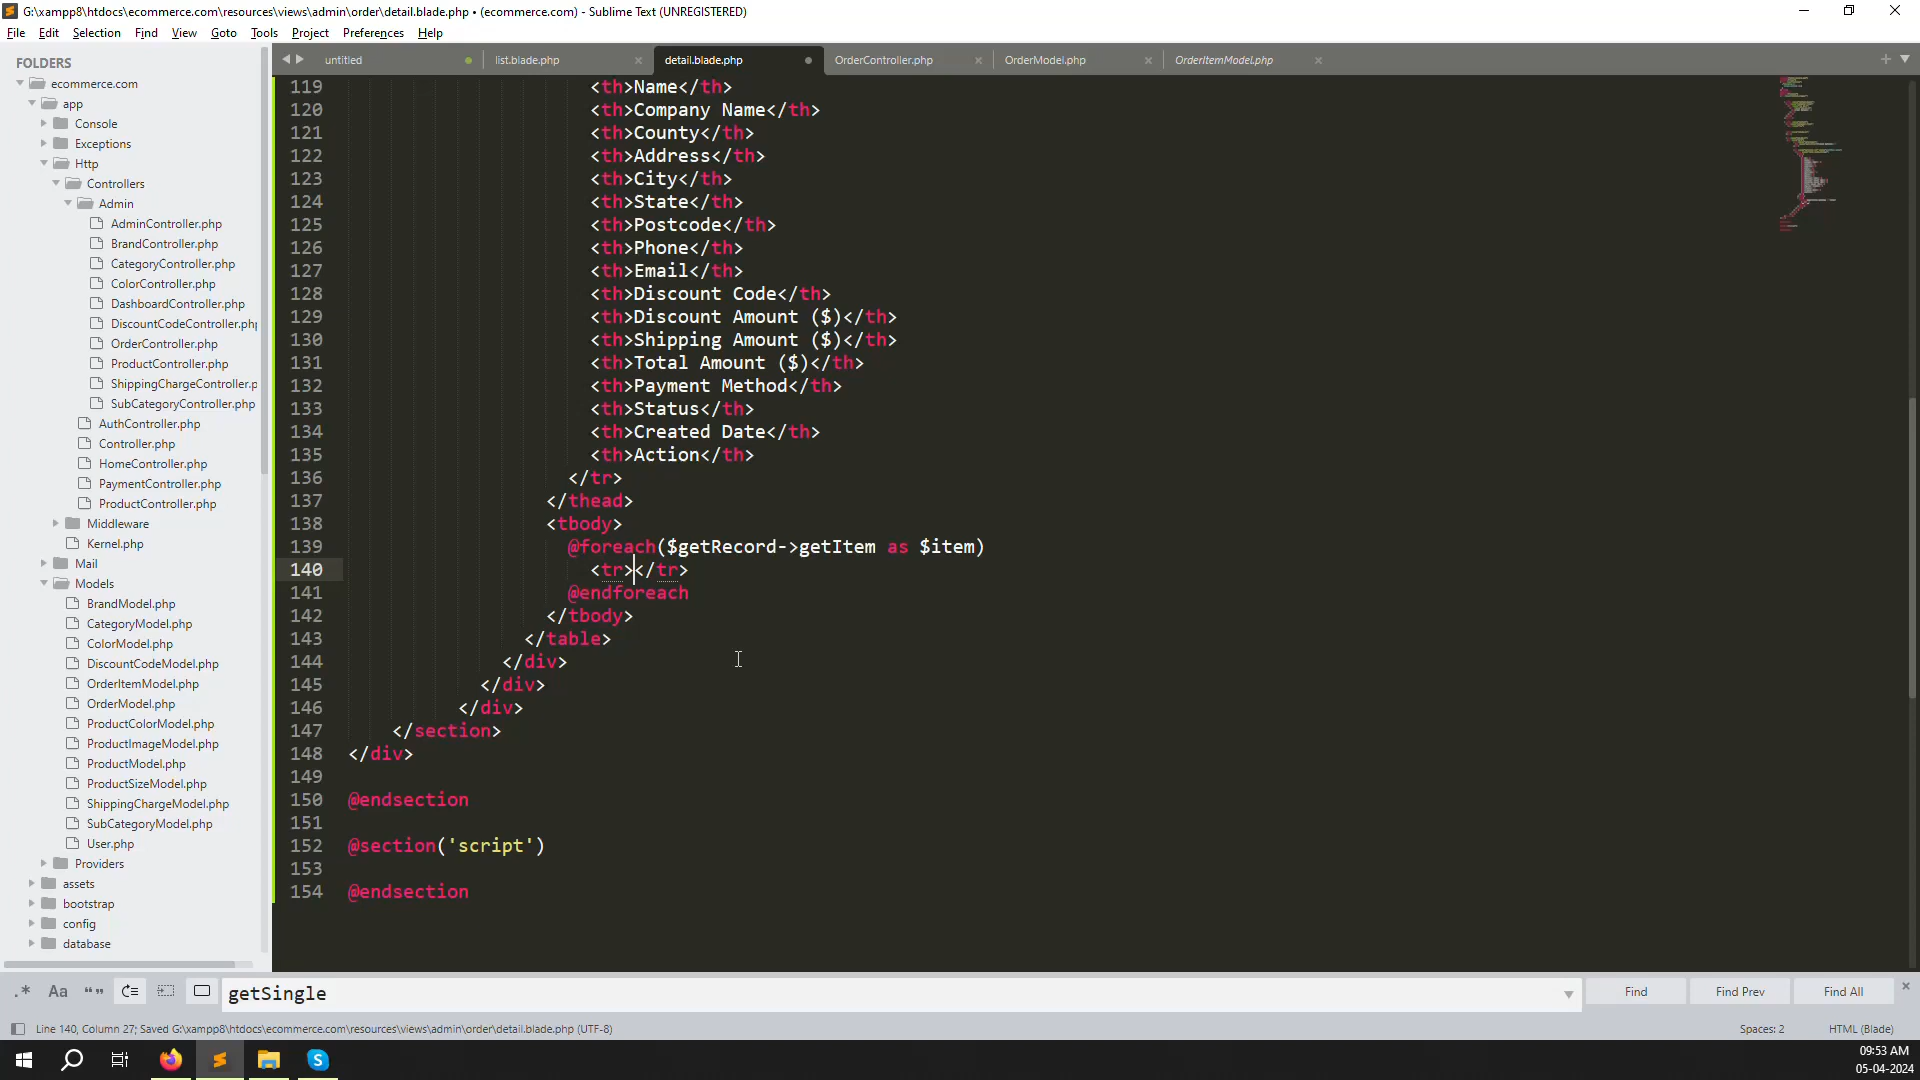 G:\xampp8\htdocs\ecommerce.com\resources\views\admin\order\detail.blade.php • (ecommerce.com) - Sublime Text (UNREGISTERED)
File Edit Selection Find View Goto Tools Project Preferences Help
FOLDERS
ecommerce.com
app
Console
Exceptions
Http
Controllers
Admin
AdminController.php
BrandController.php
CategoryController.php
ColorController.php
DashboardController.php
DiscountCodeController.php
OrderController.php
ProductController.php
ShippingChargeController.p
SubCategoryController.php
AuthController.php
Controller.php
HomeController.php
PaymentController.php
ProductController.php
Middleware
Kernel.php
Mail
Models
BrandModel.php
CategoryModel.php
ColorModel.php
DiscountCodeModel.php
OrderItemModel.php
OrderModel.php
ProductColorModel.php
ProductImageModel.php
ProductModel.php
ProductSizeModel.php
ShippingChargeModel.php
SubCategoryModel.php
User.php
Providers
assets
bootstrap
config
database
untitled list.blade.php detail.blade.php OrderController.php OrderModel.php OrderItemModel.php
119 <th>Name</th>
120 <th>Company Name</th>
121 <th>County</th>
122 <th>Address</th>
123 <th>City</th>
124 <th>State</th>
125 <th>Postcode</th>
126 <th>Phone</th>
127 <th>Email</th>
128 <th>Discount Code</th>
129 <th>Discount Amount ($)</th>
130 <th>Shipping Amount ($)</th>
131 <th>Total Amount ($)</th>
132 <th>Payment Method</th>
133 <th>Status</th>
134 <th>Created Date</th>
135 <th>Action</th>
136 </tr>
137 </thead>
138 <tbody>
139 @foreach($getRecord->getItem as $item)
140 <tr></tr>
141 @endforeach
142 </tbody>
143 </table>
144 </div>
145 </div>
146 </div>
147 </section>
148 </div>
149
150 @endsection
151
152 @section('script')
153
154 @endsection
.* Aa “” getSingle Find Find Prev Find All
Line 140, Column 27; Saved G:\xampp8\htdocs\ecommerce.com\resources\views\admin\order\detail.blade.php (UTF-8) Spaces: 2 HTML (Blade)
09:53 AM
05-04-2024